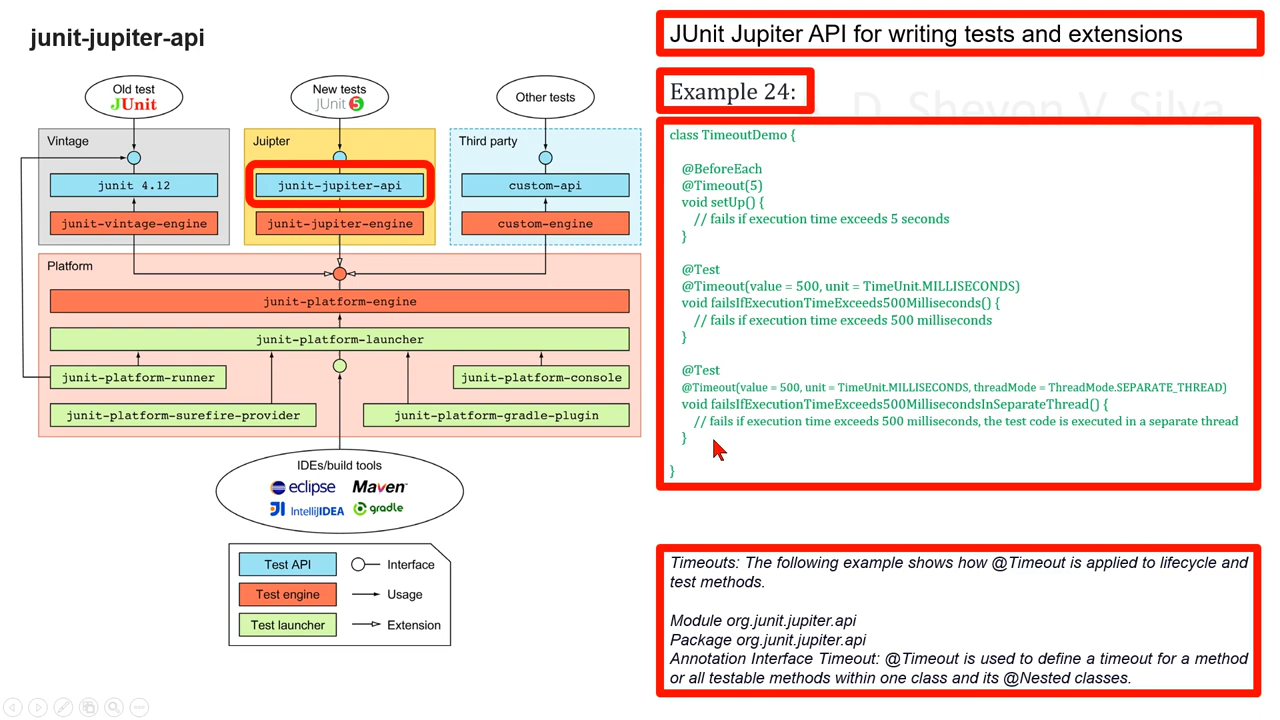 junit-jupiter-api
Old test
JUnit
New tests
JUnit 5
Other tests
Vintage
junit 4.12
junit-vintage-engine
Juipter
junit-jupiter-api
junit-jupiter-engine
Third party
custom-api
custom-engine
Platform
junit-platform-engine
junit-platform-launcher
junit-platform-runner
junit-platform-console
junit-platform-surefire-provider
junit-platform-gradle-plugin
IDEs/build tools
eclipse
Maven
IntelliJIDEA
gradle
Test API
Interface
Test engine
Usage
Test launcher
Extension
JUnit Jupiter API for writing tests and extensions
D. Shevon V. Silva
Example 24:
class TimeoutDemo {
@BeforeEach
@Timeout(5)
void setUp() {
// fails if execution time exceeds 5 seconds
}
@Test
@Timeout(value = 500, unit = TimeUnit.MILLISECONDS)
void failsIfExecutionTimeExceeds500Milliseconds() {
// fails if execution time exceeds 500 milliseconds
}
@Test
@Timeout(value = 500, unit = TimeUnit.MILLISECONDS, threadMode = ThreadMode.SEPARATE_THREAD)
void failsIfExecutionTimeExceeds500MillisecondsInSeparateThread() {
// fails if execution time exceeds 500 milliseconds, the test code is executed in a separate thread
}
}
Timeouts: The following example shows how @Timeout is applied to lifecycle and
test methods.
Module org.junit.jupiter.api
Package org.junit.jupiter.api
Annotation Interface Timeout: @Timeout is used to define a timeout for a method
or all testable methods within one class and its @Nested classes.